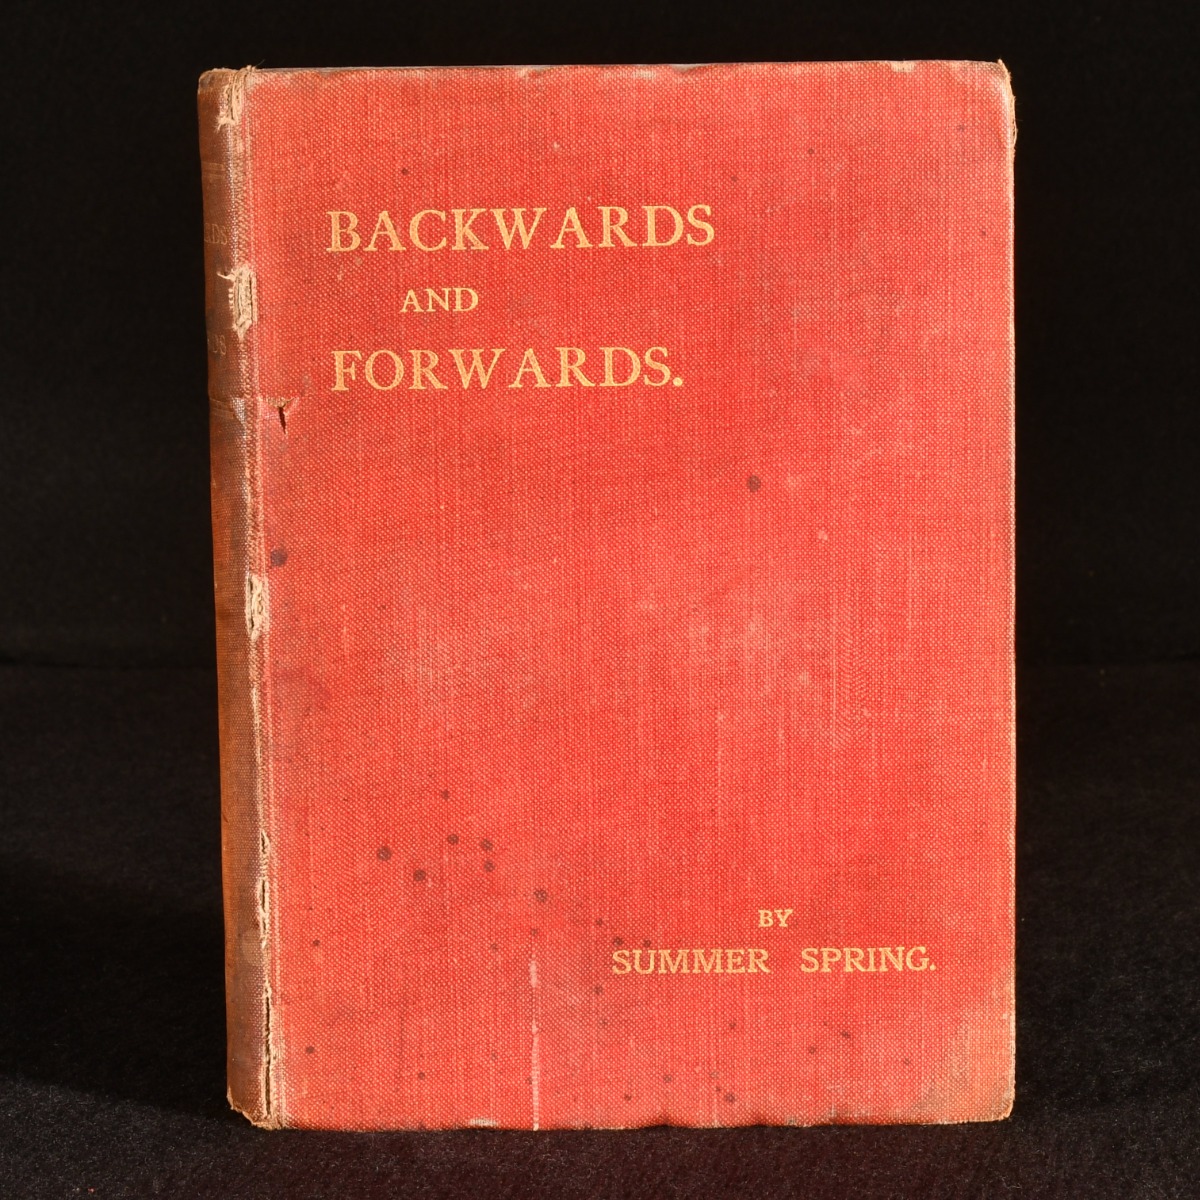 BACKWARDS
AND
FORWARDS.
BY
SUMMER SPRING.